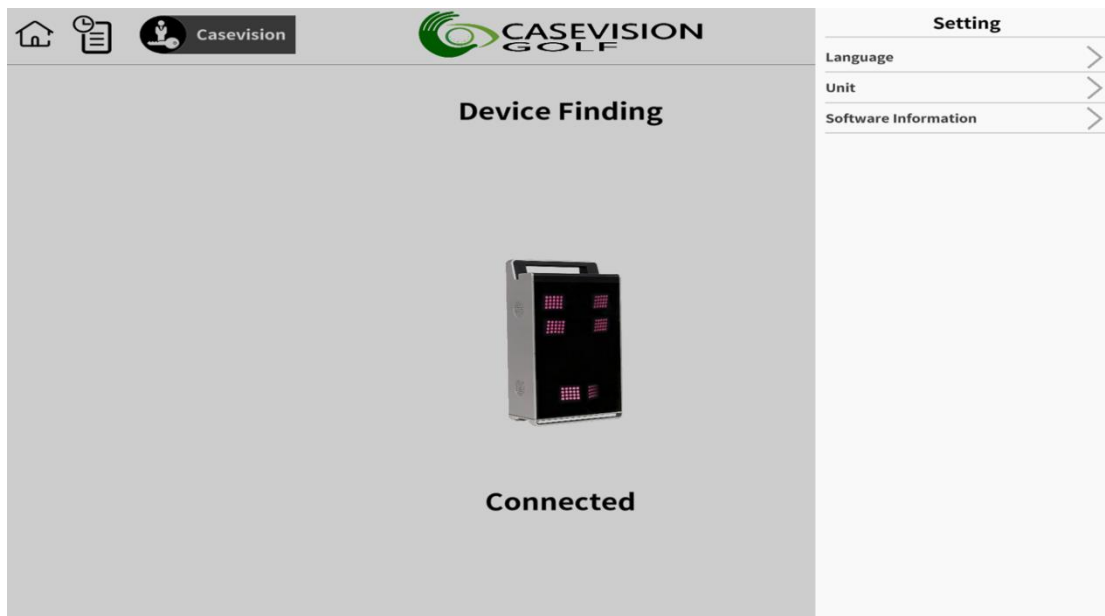 Casevision
CASEVISION
GOLF
Device Finding
Connected
Setting
Language
Unit
Software Information